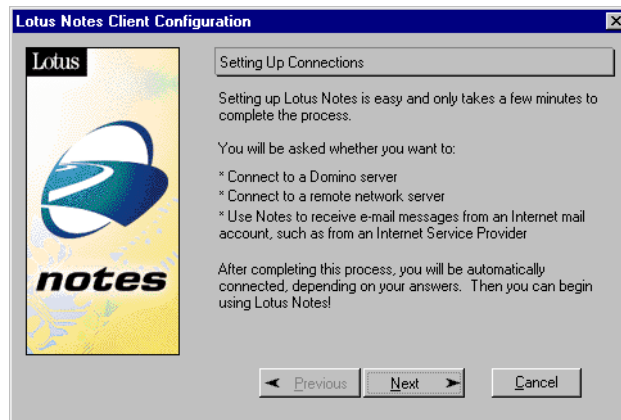 Lotus Notes Client Configuration
Lotus
notes
Setting Up Connections
Setting up Lotus Notes is easy and only takes a few minutes to
complete the process.
You will be asked whether you want to:
* Connect to a Domino server
* Connect to a remote network server
* Use Notes to receive e-mail messages from an Internet mail
account, such as from an Internet Service Provider
After completing this process, you will be automatically
connected, depending on your answers.  Then you can begin
using Lotus Notes!
Previous
Next
Cancel